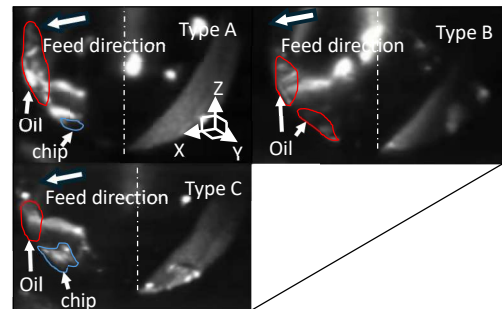 Type A
Feed direction
Oil
chip
Z
X
Y
Type B
Feed direction
Oil
Type C
Feed direction
Oil
chip